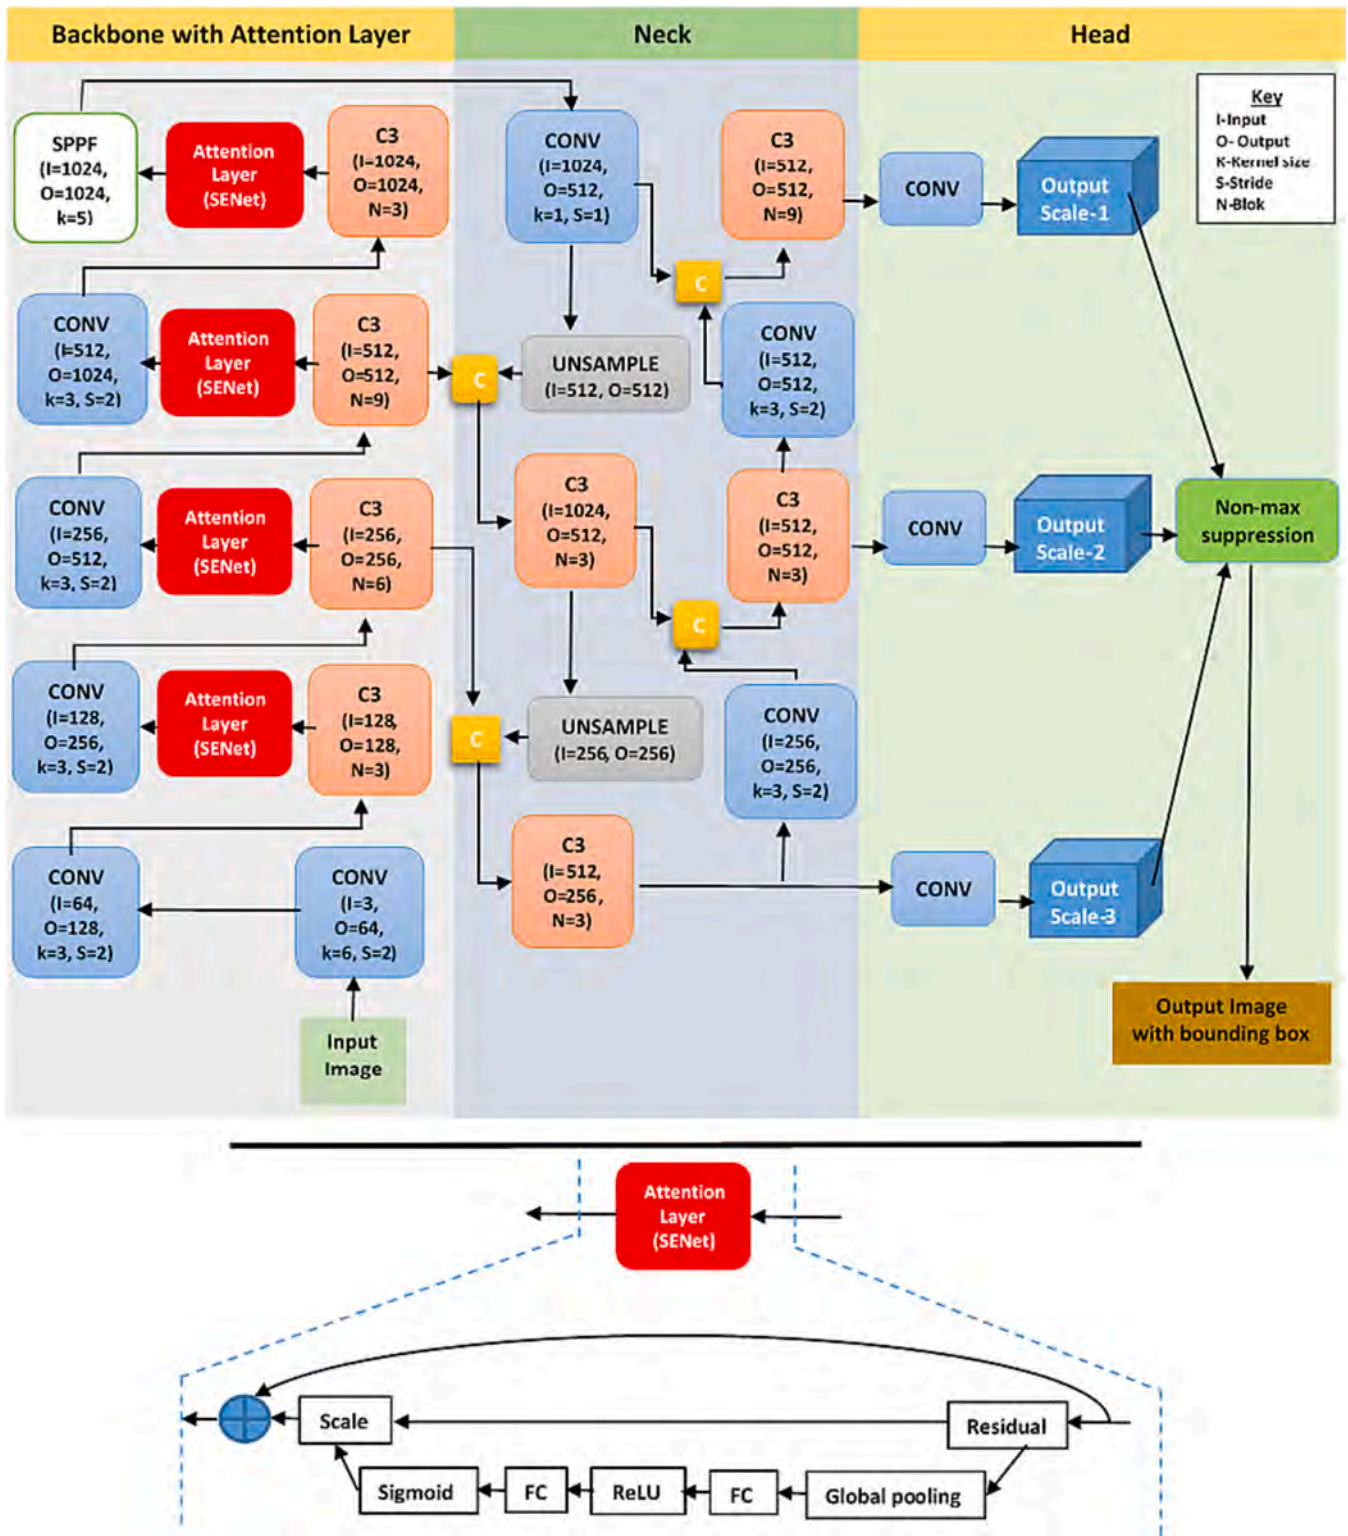 Backbone with Attention Layer
Neck
Head
SPPF
(I=1024,
O=1024,
k=5)
Attention
Layer
(SENet)
C3
(I=1024,
O=1024,
N=3)
CONV
(I=1024,
O=512,
k=1, S=1)
C3
(I=512,
O=512,
N=9)
CONV
Output
Scale-1
Key
I-Input
O- Output
K-Kernel size
S-Stride
N-Blok
C
CONV
(I=512,
O=1024,
k=3, S=2)
Attention
Layer
(SENet)
C3
(I=512,
O=512,
N=9)
C
UNSAMPLE
(I=512, O=512)
CONV
(I=512,
O=512,
k=3, S=2)
CONV
(I=256,
O=512,
k=3, S=2)
Attention
Layer
(SENet)
C3
(I=256,
O=256,
N=6)
C3
(I=1024,
O=512,
N=3)
C3
(I=512,
O=512,
N=3)
CONV
Output
Scale-2
Non-max
suppression
C
CONV
(I=128,
O=256,
k=3, S=2)
Attention
Layer
(SENet)
C3
(I=128,
O=128,
N=3)
C
UNSAMPLE
(I=256, O=256)
CONV
(I=256,
O=256,
k=3, S=2)
CONV
(I=64,
O=128,
k=3, S=2)
CONV
(I=3,
O=64,
k=6, S=2)
C3
(I=512,
O=256,
N=3)
CONV
Output
Scale-3
Input
Image
Output Image
with bounding box
Attention
Layer
(SENet)
Scale
Residual
Sigmoid
FC
ReLU
FC
Global pooling